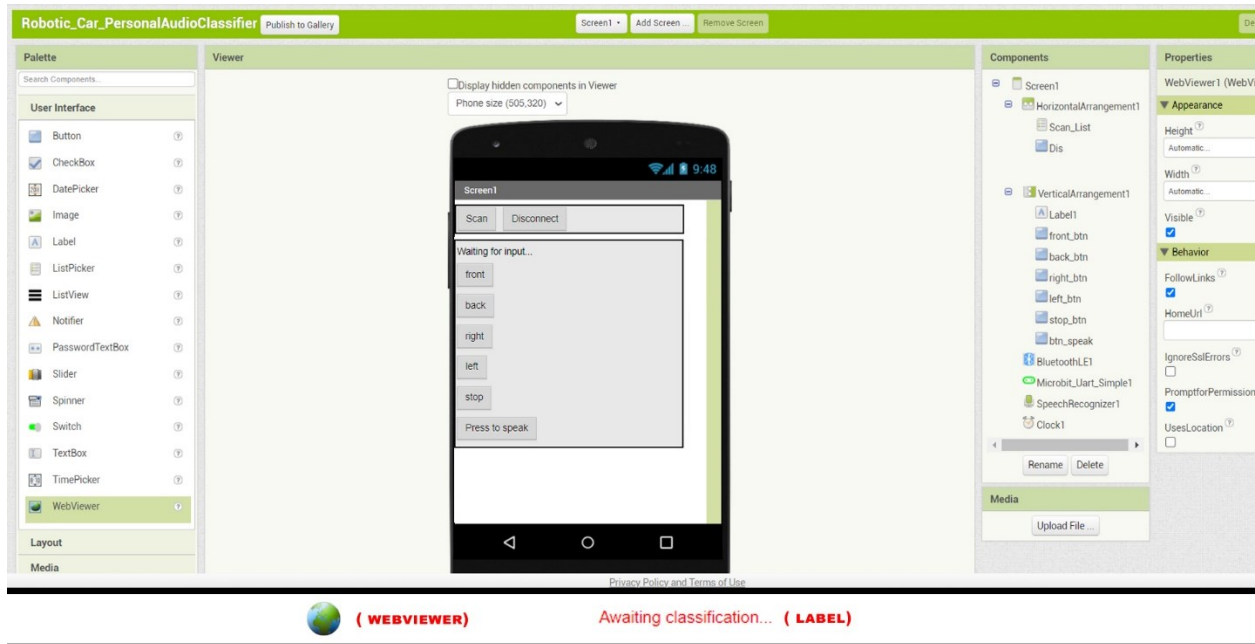 Robotic_Car_PersonalAudioClassifier Publish to Gallery Screen1 Add Screen ... Remove Screen De
Palette
Search Components...
User Interface
Button
CheckBox
DatePicker
Image
Label
ListPicker
ListView
Notifier
PasswordTextBox
Slider
Spinner
Switch
TextBox
TimePicker
WebViewer
Layout
Media
Viewer
Display hidden components in Viewer
Phone size (505,320)
9:48
Screen1
Scan Disconnect
Waiting for input...
front
back
right
left
stop
Press to speak
Components
Screen1
HorizontalArrangement1
Scan_List
Dis
VerticalArrangement1
Label1
front_btn
back_btn
right_btn
left_btn
stop_btn
btn_speak
BluetoothLE1
Microbit_Uart_Simple1
SpeechRecognizer1
Clock1
Rename Delete
Media
Upload File ...
Properties
WebViewer1 (WebVi
Appearance
Height
Automatic...
Width
Automatic...
Visible
Behavior
FollowLinks
HomeUrl
IgnoreSslErrors
PromptforPermission
UsesLocation
Privacy Policy and Terms of Use
( WEBVIEWER) Awaiting classification... ( LABEL)